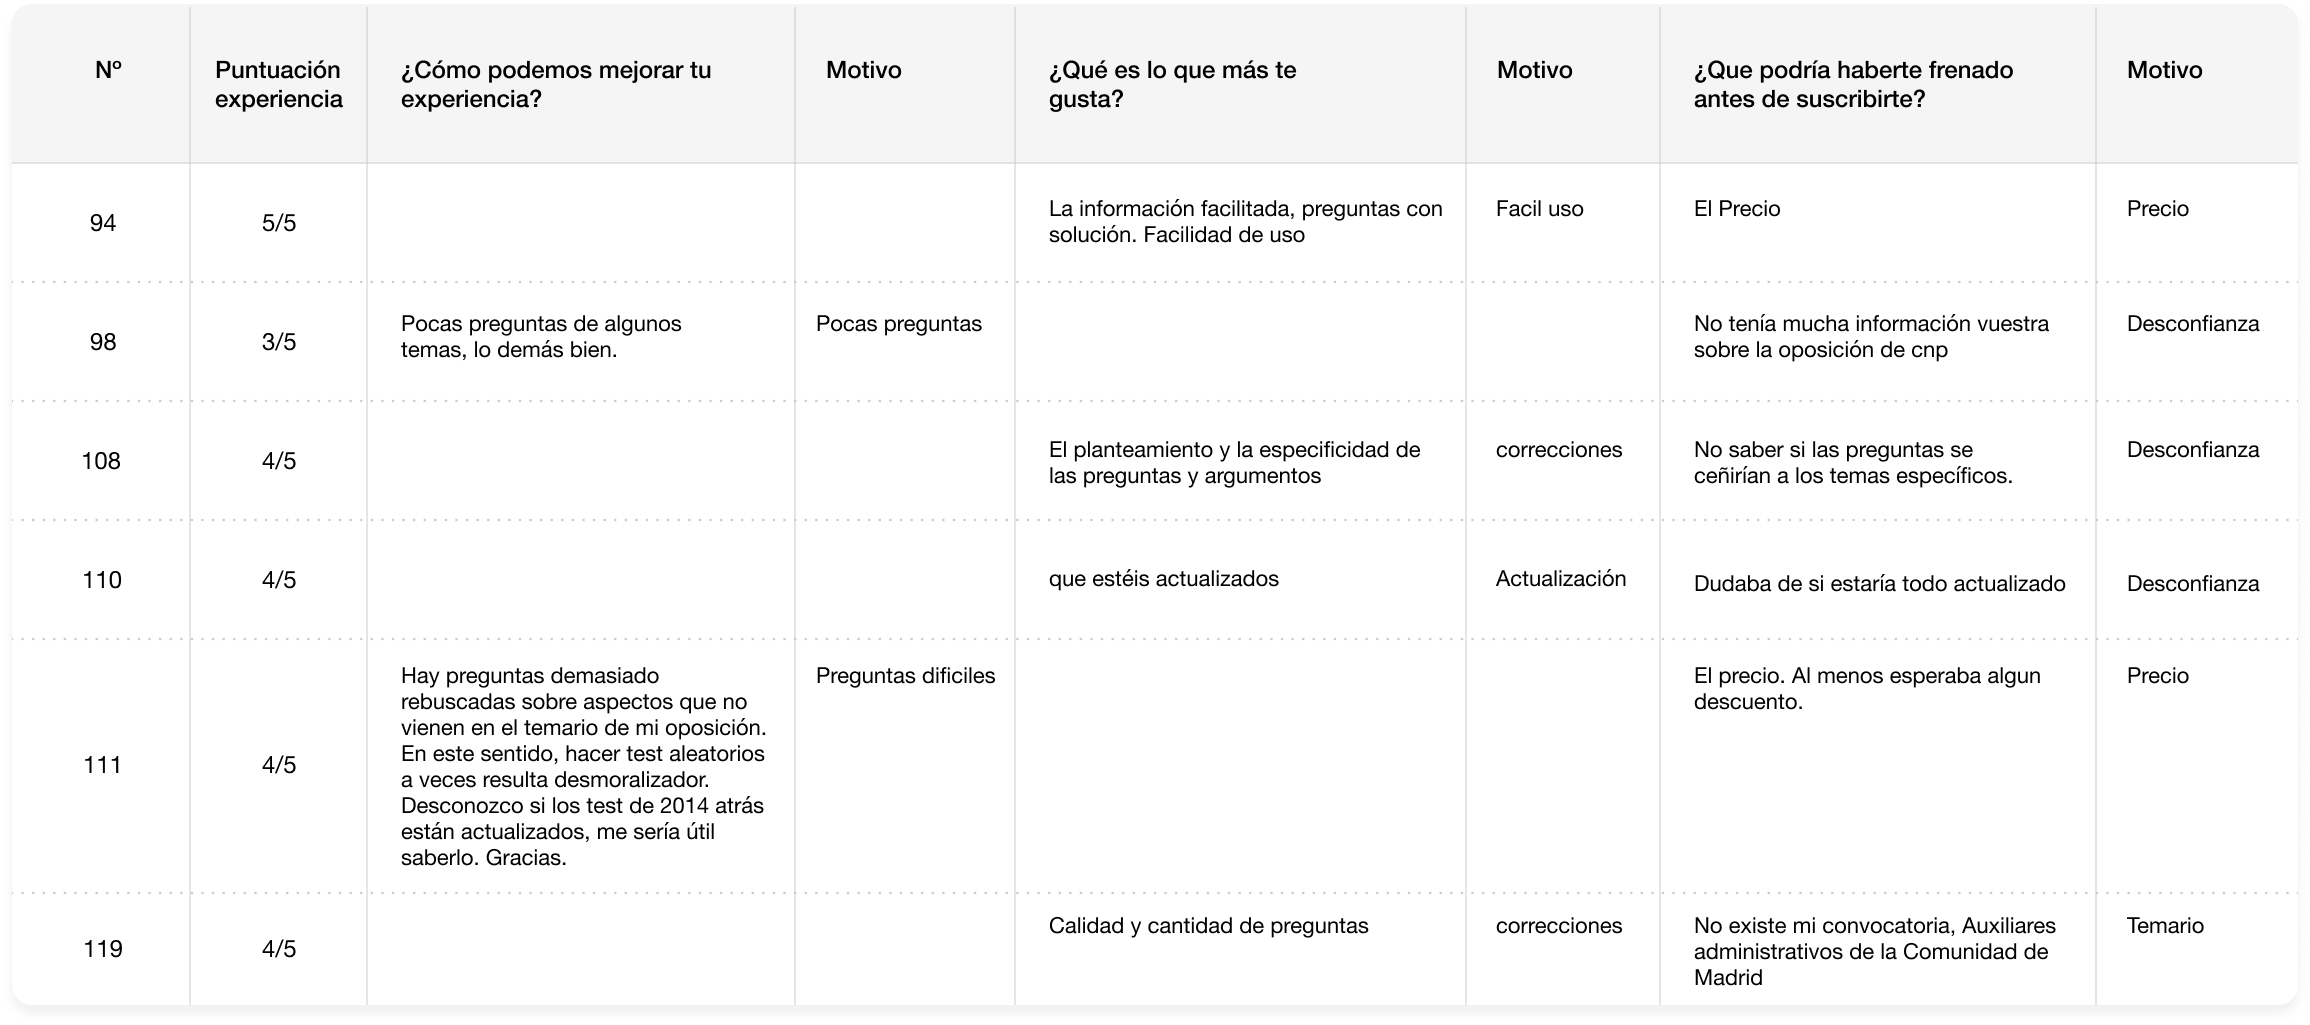 Nº
Puntuación
experiencia
¿Cómo podemos mejorar tu
experiencia?
Motivo
¿Qué es lo que más te
gusta?
Motivo
¿Que podría haberte frenado
antes de suscribirte?
Motivo
94
5/5
La información facilitada, preguntas con
solución. Facilidad de uso
Facil uso
El Precio
Precio
98
3/5
Pocas preguntas de algunos
temas, lo demás bien.
Pocas preguntas
No tenía mucha información vuestra
sobre la oposición de cnp
Desconfianza
108
4/5
El planteamiento y la especificidad de
las preguntas y argumentos
correcciones
No saber si las preguntas se
ceñirían a los temas específicos.
Desconfianza
110
4/5
que estéis actualizados
Actualización
Dudaba de si estaría todo actualizado
Desconfianza
111
4/5
Hay preguntas demasiado
rebuscadas sobre aspectos que no
vienen en el temario de mi oposición.
En este sentido, hacer test aleatorios
a veces resulta desmoralizador.
Desconozco si los test de 2014 atrás
están actualizados, me sería útil
saberlo. Gracias.
Preguntas dificiles
El precio. Al menos esperaba algun
descuento.
Precio
119
4/5
Calidad y cantidad de preguntas
correcciones
No existe mi convocatoria, Auxiliares
administrativos de la Comunidad de
Madrid
Temario